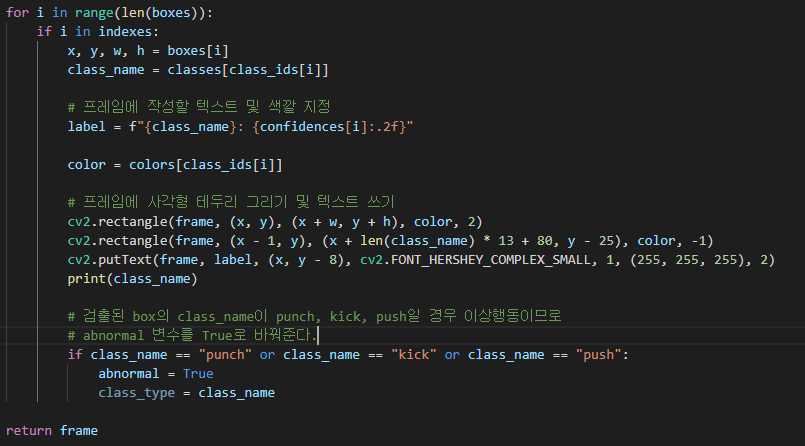 for i in range(len(boxes)):
    if i in indexes:
        x, y, w, h = boxes[i]
        class_name = classes[class_ids[i]]

        # 프레임에 작성할 텍스트 및 색깔 지정
        label = f"{class_name}: {confidences[i]:.2f}"

        color = colors[class_ids[i]]

        # 프레임에 사각형 테두리 그리기 및 텍스트 쓰기
        cv2.rectangle(frame, (x, y), (x + w, y + h), color, 2)
        cv2.rectangle(frame, (x - 1, y), (x + len(class_name) * 13 + 80, y - 25), color, -1)
        cv2.putText(frame, label, (x, y - 8), cv2.FONT_HERSHEY_COMPLEX_SMALL, 1, (255, 255, 255), 2)
        print(class_name)

        # 검출된 box의 class_name이 punch, kick, push일 경우 이상행동이므로
        # abnormal 변수를 True로 바꿔준다.
        if class_name == "punch" or class_name == "kick" or class_name == "push":
            abnormal = True
            class_type = class_name

return frame